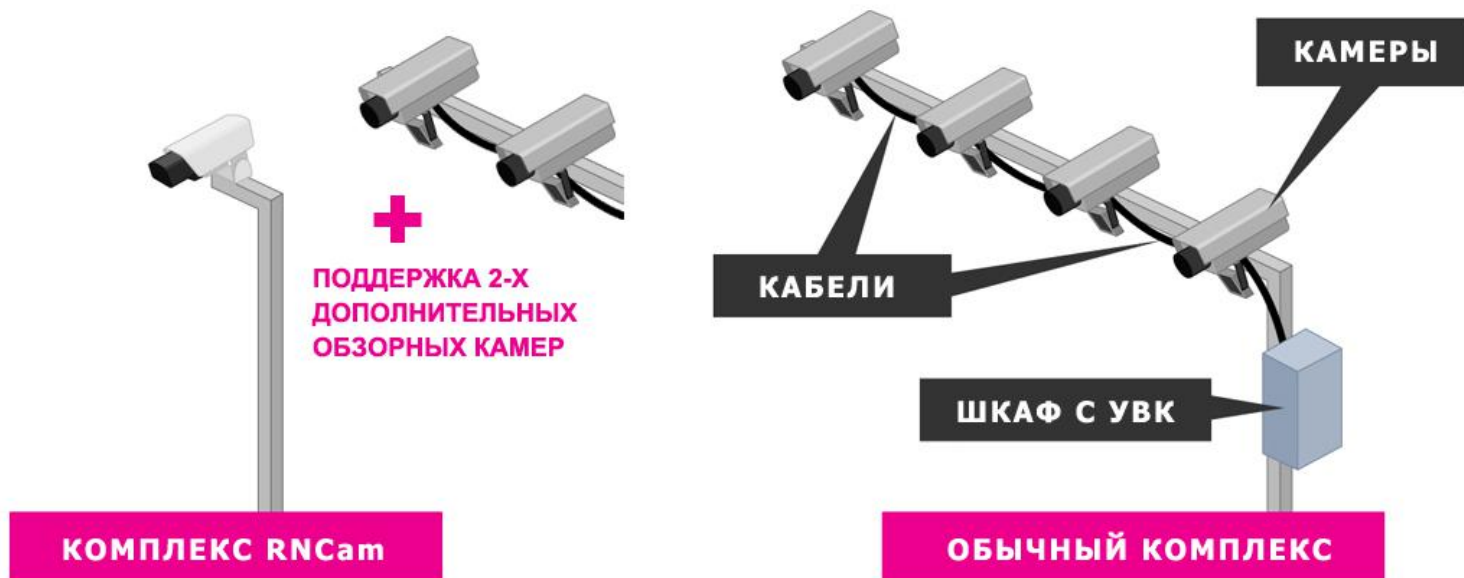 ПОДДЕРЖКА 2-Х
ДОПОЛНИТЕЛЬНЫХ
ОБЗОРНЫХ КАМЕР
КОМПЛЕКС RNCam
КАМЕРЫ
КАБЕЛИ
ШКАФ С УВК
ОБЫЧНЫЙ КОМПЛЕКС